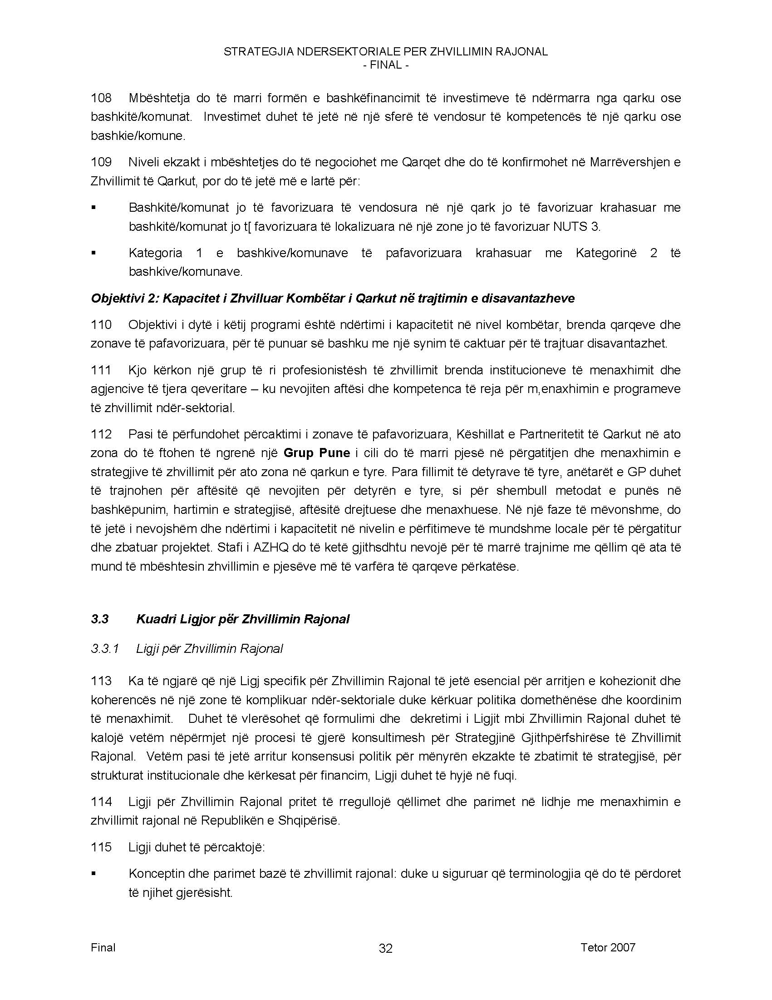 STRATEGJIA NDERSEKTORIALE PER ZHVILLIMIN RAJONAL
- FINAL -
108 Mbështetja do të marri formën e bashkëfinancimit të investimeve të ndërmarra nga qarku ose
bashkitë/komunat. Investimet duhet të jetë në një sferë të vendosur të kompetencës të një qarku ose
bashkie/komune.
109 Niveli ekzakt i mbështetjes do të negociohet me Qarqet dhe do të konfirmohet në Marrëvershjen e
Zhvillimit të Qarkut, por do të jetë më e lartë për:
▪ Bashkitë/komunat jo të favorizuara të vendosura në një qark jo të favorizuar krahasuar me
bashkitë/komunat jo t[ favorizuara të lokalizuara në një zone jo të favorizuar NUTS 3.
▪ Kategoria 1 e bashkive/komunave të pafavorizuara krahasuar me Kategorinë 2 të
bashkive/komunave.
Objektivi 2: Kapacitet i Zhvilluar Kombëtar i Qarkut në trajtimin e disavantazheve
110 Objektivi i dytë i këtij programi është ndërtimi i kapacitetit në nivel kombëtar, brenda qarqeve dhe
zonave të pafavorizuara, për të punuar së bashku me një synim të caktuar për të trajtuar disavantazhet.
111 Kjo kërkon një grup të ri profesionistësh të zhvillimit brenda institucioneve të menaxhimit dhe
agjencive të tjera qeveritare – ku nevojiten aftësi dhe kompetenca të reja për m,enaxhimin e programeve
të zhvillimit ndër-sektorial.
112 Pasi të përfundohet përcaktimi i zonave të pafavorizuara, Këshillat e Partneritetit të Qarkut në ato
zona do të ftohen të ngrenë një Grup Pune i cili do të marri pjesë në përgatitjen dhe menaxhimin e
strategjive të zhvillimit për ato zona në qarkun e tyre. Para fillimit të detyrave të tyre, anëtarët e GP duhet
të trajnohen për aftësitë që nevojiten për detyrën e tyre, si për shembull metodat e punës në
bashkëpunim, hartimin e strategjisë, aftësitë drejtuese dhe menaxhuese. Në një faze të mëvonshme, do
të jetë i nevojshëm dhe ndërtimi i kapacitetit në nivelin e përfitimeve të mundshme locale për të përgatitur
dhe zbatuar projektet. Stafi i AZHQ do të ketë gjithsdhtu nevojë për të marrë trajnime me qëllim që ata të
mund të mbështesin zhvillimin e pjesëve më të varfëra të qarqeve përkatëse.
3.3 Kuadri Ligjor për Zhvillimin Rajonal
3.3.1 Ligji për Zhvillimin Rajonal
113 Ka të ngjarë që një Ligj specifik për Zhvillimin Rajonal të jetë esencial për arritjen e kohezionit dhe
koherencës në një zone të komplikuar ndër-sektoriale duke kërkuar politika domethënëse dhe koordinim
të menaxhimit. Duhet të vlerësohet që formulimi dhe dekretimi i Ligjit mbi Zhvillimin Rajonal duhet të
kalojë vetëm nëpërmjet një procesi të gjerë konsultimesh për Strategjinë Gjithpërfshirëse të Zhvillimit
Rajonal. Vetëm pasi të jetë arritur konsensusi politik për mënyrën ekzakte të zbatimit të strategjisë, për
strukturat institucionale dhe kërkesat për financim, Ligji duhet të hyjë në fuqi.
114 Ligji për Zhvillimin Rajonal pritet të rregullojë qëllimet dhe parimet në lidhje me menaxhimin e
zhvillimit rajonal në Republikën e Shqipërisë.
115 Ligji duhet të përcaktojë:
▪ Konceptin dhe parimet bazë të zhvillimit rajonal: duke u siguruar që terminologjia që do të përdoret
të njihet gjerësisht.
Final 32 Tetor 2007